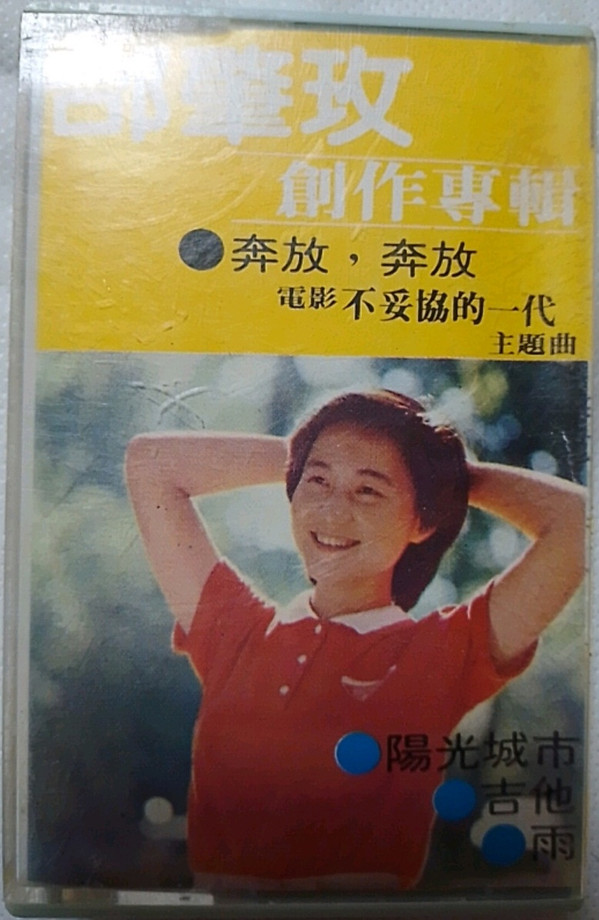 邰肇玫
創作專輯
奔放，奔放
電影不妥協的一代
主題曲
陽光城市
吉他
雨